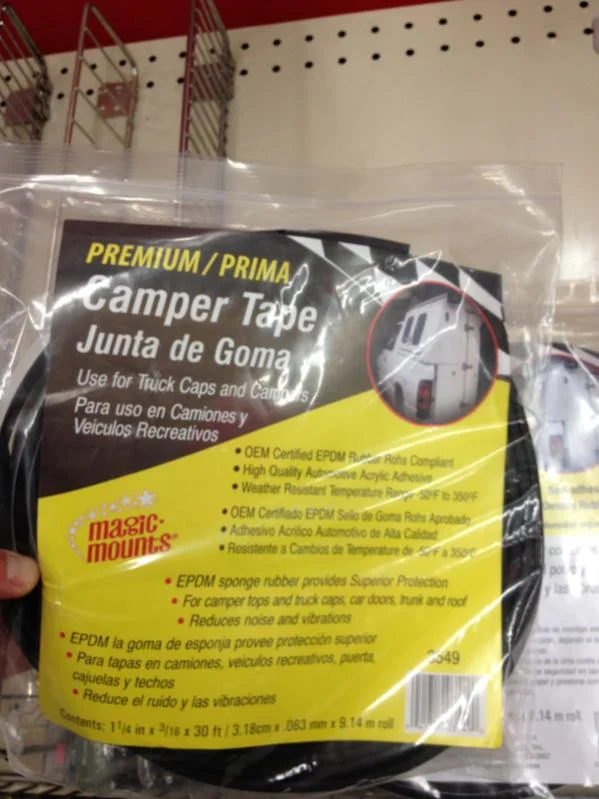 PREMIUM / PRIMA
Camper Tape
Junta de Goma
Use for Truck Caps and Campers
Para uso en Camiones y
Veiculos Recreativos
• OEM Certified EPDM Rubber Rohs Compliant
• High Quality Automotive Acrylic Adhesive
• Weather Resistant Temperature Range -50°F to 350°F
• OEM Certifiado EPDM Sello de Goma Rohs Aprobado
• Adhesivo Acrilico Automotivo de Alta Calidad
• Resistente a Cambios de Temperature de -50°F a 350°F
magic·
mounts®
• EPDM sponge rubber provides Superior Protection
• For camper tops and truck caps, car doors, trunk and roof
• Reduces noise and vibrations
• EPDM la goma de esponja provee protección superior
• Para tapas en camiones, veiculos recreativos, puerta,
cajuelas y techos
• Reduce el ruido y las vibraciones
3549
Contents: 1 1/4 in x 3/16 x 30 ft / 3.18cm x .063 mm x 9.14 m roll
9.14 m roll